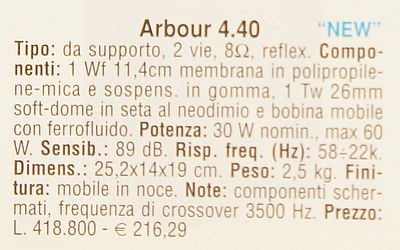 Arbour 4.40 "NEW"
Tipo: da supporto, 2 vie, 8Ω, reflex. Compo-
nenti: 1 Wf 11,4cm membrana in polipropile-
ne-mica e sospens. in gomma, 1 Tw 26mm
soft-dome in seta al neodimio e bobina mobile
con ferrofluido. Potenza: 30 W nomin., max 60
W. Sensib.: 89 dB. Risp. freq. (Hz): 58÷22k.
Dimens.: 25,2x14x19 cm. Peso: 2,5 kg. Fini-
tura: mobile in noce. Note: componenti scher-
mati, frequenza di crossover 3500 Hz. Prezzo:
L. 418.800 - € 216,29